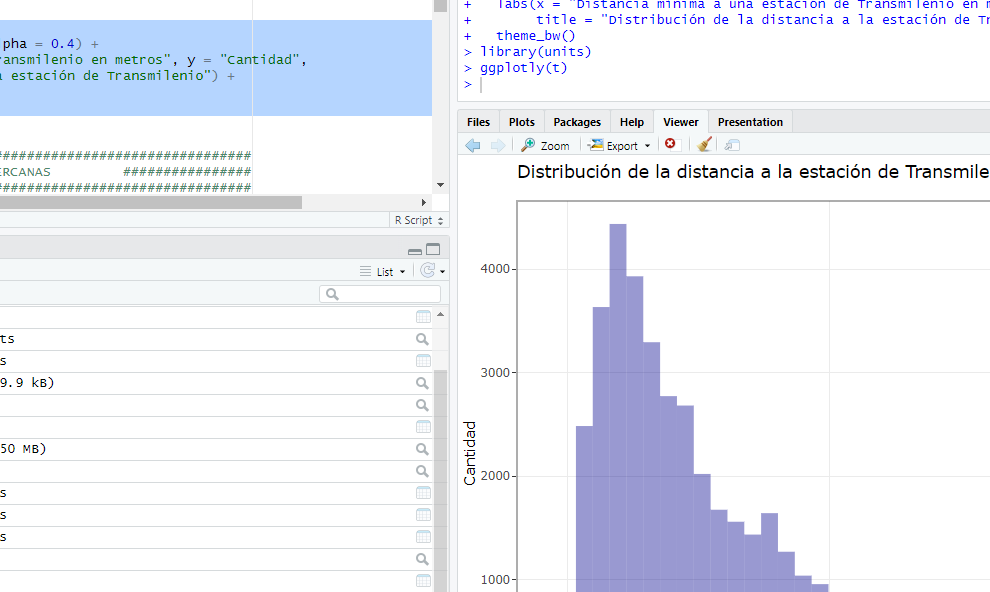 pha = 0.4) +
ransmilenio en metros", y = "Cantidad",
a estación de Transmilenio") +
################################
ERCANAS ################
################################
R Script
List
ts
s
9.9 kB)
50 MB)
s
s
s
+ labs(x = "Distancia mínima a una estación de Transmilenio en m
+ title = "Distribución de la distancia a la estación de Tr
+ theme_bw()
> library(units)
> ggplotly(t)
>
Files Plots Packages Help Viewer Presentation
Zoom Export
Distribución de la distancia a la estación de Transmile
4000
3000
2000
1000
Cantidad